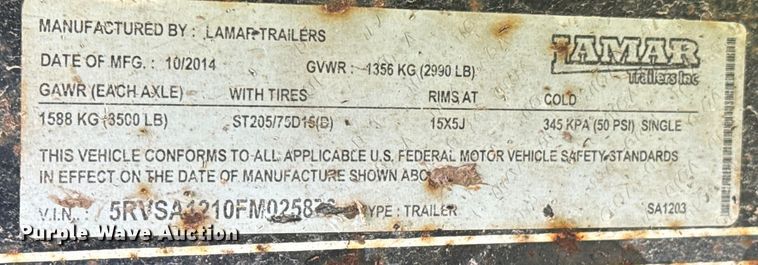 MANUFACTURED BY: LAMAR TRAILERS
DATE OF MFG.: 10/2014 GVWR: 1356 KG (2990 LB)
LAMAR
Trailers Inc
GAWR (EACH AXLE) WITH TIRES RIMS AT COLD
1588 KG (3500 LB) ST205/75D15(D) 15X5J 345 KPA (50 PSI) SINGLE
THIS VEHICLE CONFORMS TO ALL APPLICABLE U.S. FEDERAL MOTOR VEHICLE SAFETY STANDARDS
IN EFFECT ON THE DATE OF MANUFACTURE SHOWN
V.I.N.: TYPE: TRAILER SA1203
Purple Wave Auction